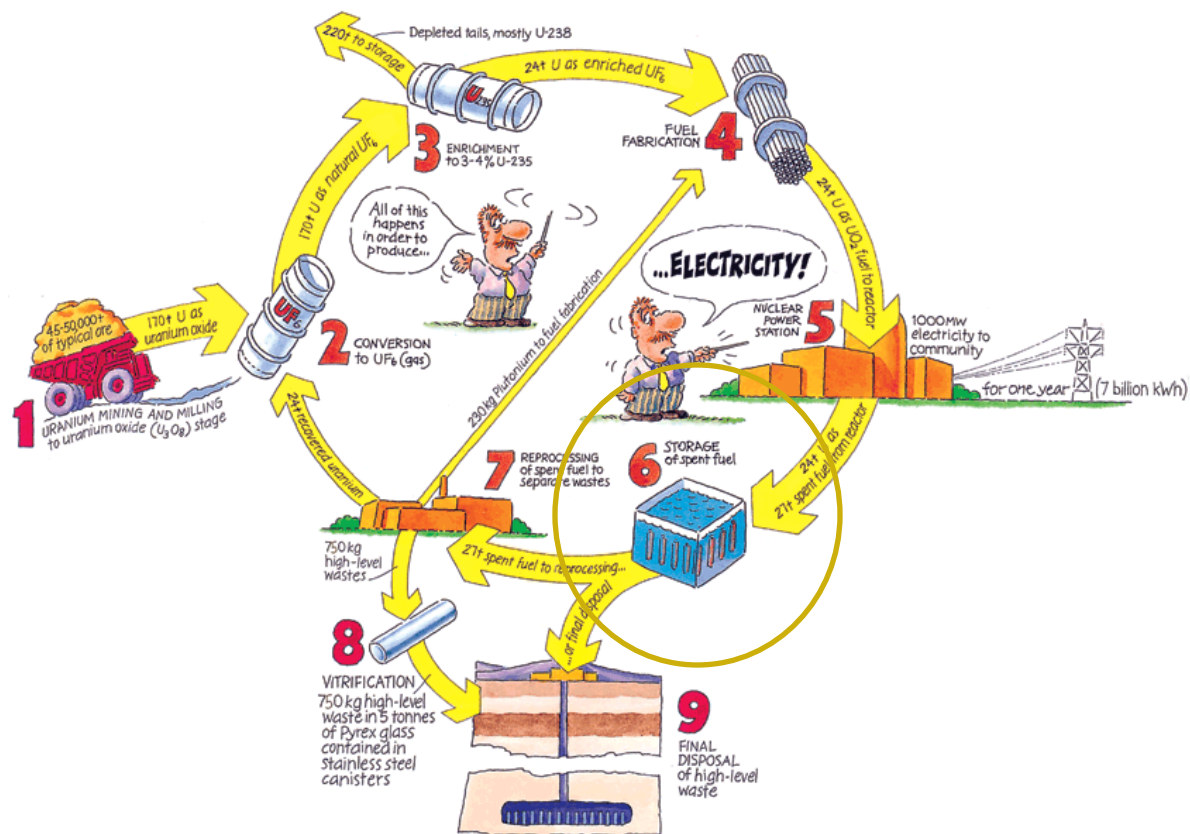 220t to storage
Depleted tails, mostly U-238
24t U as enriched UF₆
U235
3 ENRICHMENT
to 3-4% U-235
FUEL
FABRICATION 4
170t U as natural UF₆
All of this
happens
in order to
produce...
24t U as UO₂ fuel to reactor
...ELECTRICITY!
45-50,000t
of typical ore
170t U as
uranium oxide
UF₆
2 CONVERSION
to UF₆ (gas)
230 kg Plutonium to fuel fabrication
NUCLEAR
POWER
STATION 5
1000MW
electricity to
community
for one year (7 billion kWh)
1 URANIUM MINING AND MILLING
to uranium oxide (U₃O₈) stage
24t recovered uranium
7 REPROCESSING
of spent fuel to
separate wastes
6 STORAGE
of spent fuel
24t U as
27t spent fuel from reactor
750 kg
high-level
wastes
27t spent fuel to reprocessing...
...or final disposal
8
VITRIFICATION
750 kg high-level
waste in 5 tonnes
of Pyrex glass
contained in
stainless steel
canisters
9
FINAL
DISPOSAL
of high-level
waste